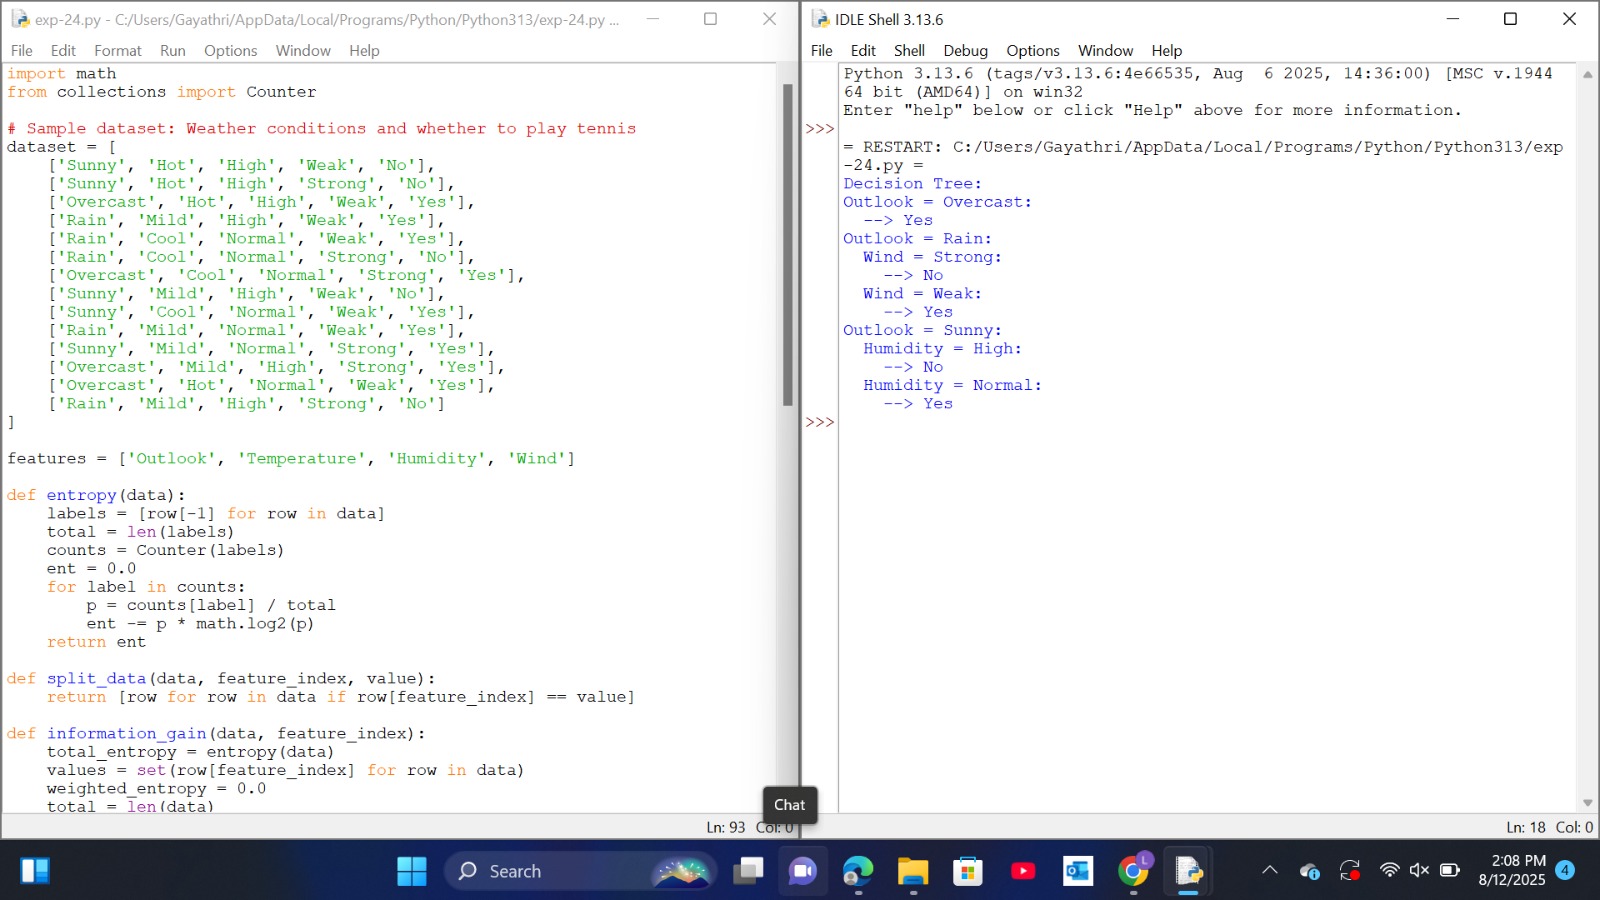 exp-24.py - C:/Users/Gayathri/AppData/Local/Programs/Python/Python313/exp-24.py ...
File Edit Format Run Options Window Help
import math
from collections import Counter

# Sample dataset: Weather conditions and whether to play tennis
dataset = [
    ['Sunny', 'Hot', 'High', 'Weak', 'No'],
    ['Sunny', 'Hot', 'High', 'Strong', 'No'],
    ['Overcast', 'Hot', 'High', 'Weak', 'Yes'],
    ['Rain', 'Mild', 'High', 'Weak', 'Yes'],
    ['Rain', 'Cool', 'Normal', 'Weak', 'Yes'],
    ['Rain', 'Cool', 'Normal', 'Strong', 'No'],
    ['Overcast', 'Cool', 'Normal', 'Strong', 'Yes'],
    ['Sunny', 'Mild', 'High', 'Weak', 'No'],
    ['Sunny', 'Cool', 'Normal', 'Weak', 'Yes'],
    ['Rain', 'Mild', 'Normal', 'Weak', 'Yes'],
    ['Sunny', 'Mild', 'Normal', 'Strong', 'Yes'],
    ['Overcast', 'Mild', 'High', 'Strong', 'Yes'],
    ['Overcast', 'Hot', 'Normal', 'Weak', 'Yes'],
    ['Rain', 'Mild', 'High', 'Strong', 'No']
]

features = ['Outlook', 'Temperature', 'Humidity', 'Wind']

def entropy(data):
    labels = [row[-1] for row in data]
    total = len(labels)
    counts = Counter(labels)
    ent = 0.0
    for label in counts:
        p = counts[label] / total
        ent -= p * math.log2(p)
    return ent

def split_data(data, feature_index, value):
    return [row for row in data if row[feature_index] == value]

def information_gain(data, feature_index):
    total_entropy = entropy(data)
    values = set(row[feature_index] for row in data)
    weighted_entropy = 0.0
    total = len(data)
Chat
Ln: 93 Col: 0
IDLE Shell 3.13.6
File Edit Shell Debug Options Window Help
Python 3.13.6 (tags/v3.13.6:4e66535, Aug  6 2025, 14:36:00) [MSC v.1944
64 bit (AMD64)] on win32
Enter "help" below or click "Help" above for more information.
>>>
= RESTART: C:/Users/Gayathri/AppData/Local/Programs/Python/Python313/exp
-24.py =
Decision Tree:
Outlook = Overcast:
  --> Yes
Outlook = Rain:
  Wind = Strong:
    --> No
  Wind = Weak:
    --> Yes
Outlook = Sunny:
  Humidity = High:
    --> No
  Humidity = Normal:
    --> Yes
>>>
Ln: 18 Col: 0
Search
L
2:08 PM
8/12/2025
4